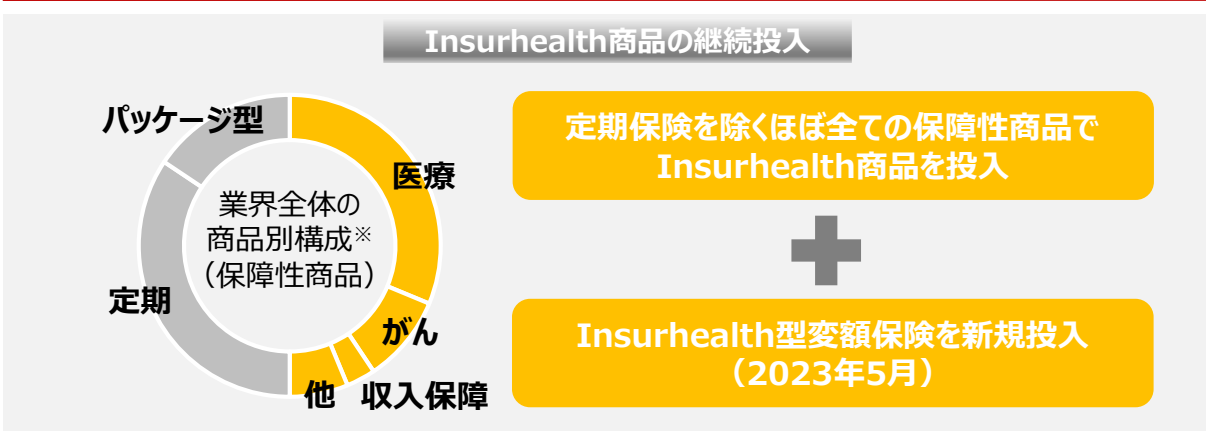 Insurhealth商品の継続投入
パッケージ型
医療
業界全体の
商品別構成※
（保障性商品）
定期
がん
他
収入保障
定期保険を除くほぼ全ての保障性商品で
Insurhealth商品を投入
Insurhealth型変額保険を新規投入
（2023年5月）